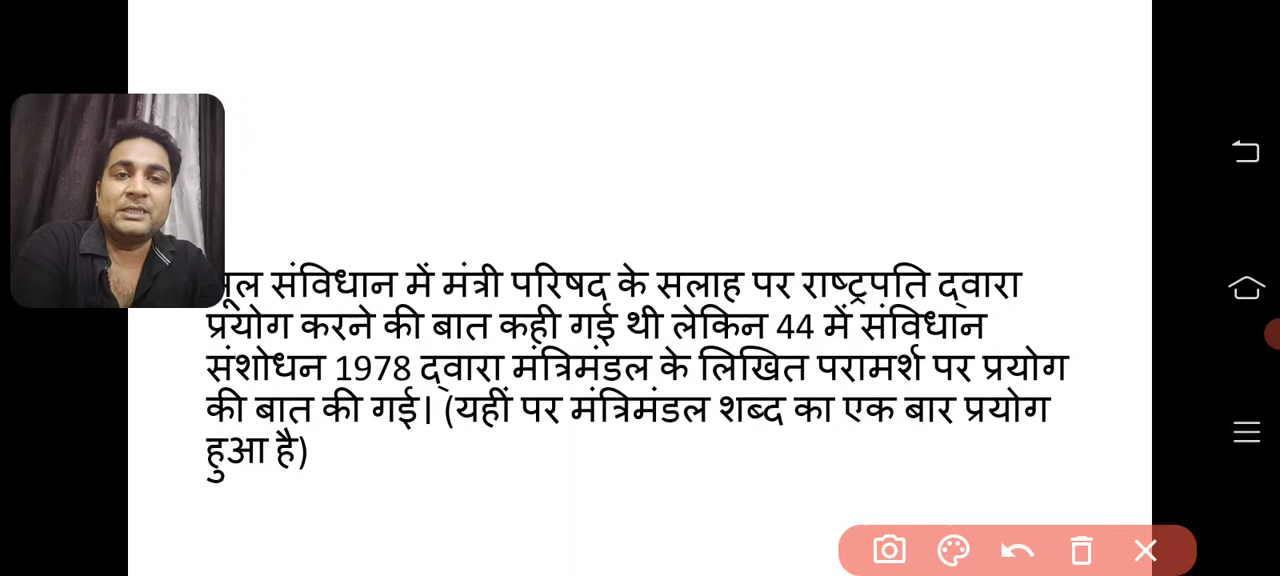 मूल संविधान में मंत्री परिषद के सलाह पर राष्ट्रपति द्वारा
प्रयोग करने की बात कही गई थी लेकिन 44 में संविधान
संशोधन 1978 द्वारा मंत्रिमंडल के लिखित परामर्श पर प्रयोग
की बात की गई। (यहीं पर मंत्रिमंडल शब्द का एक बार प्रयोग
हुआ है)